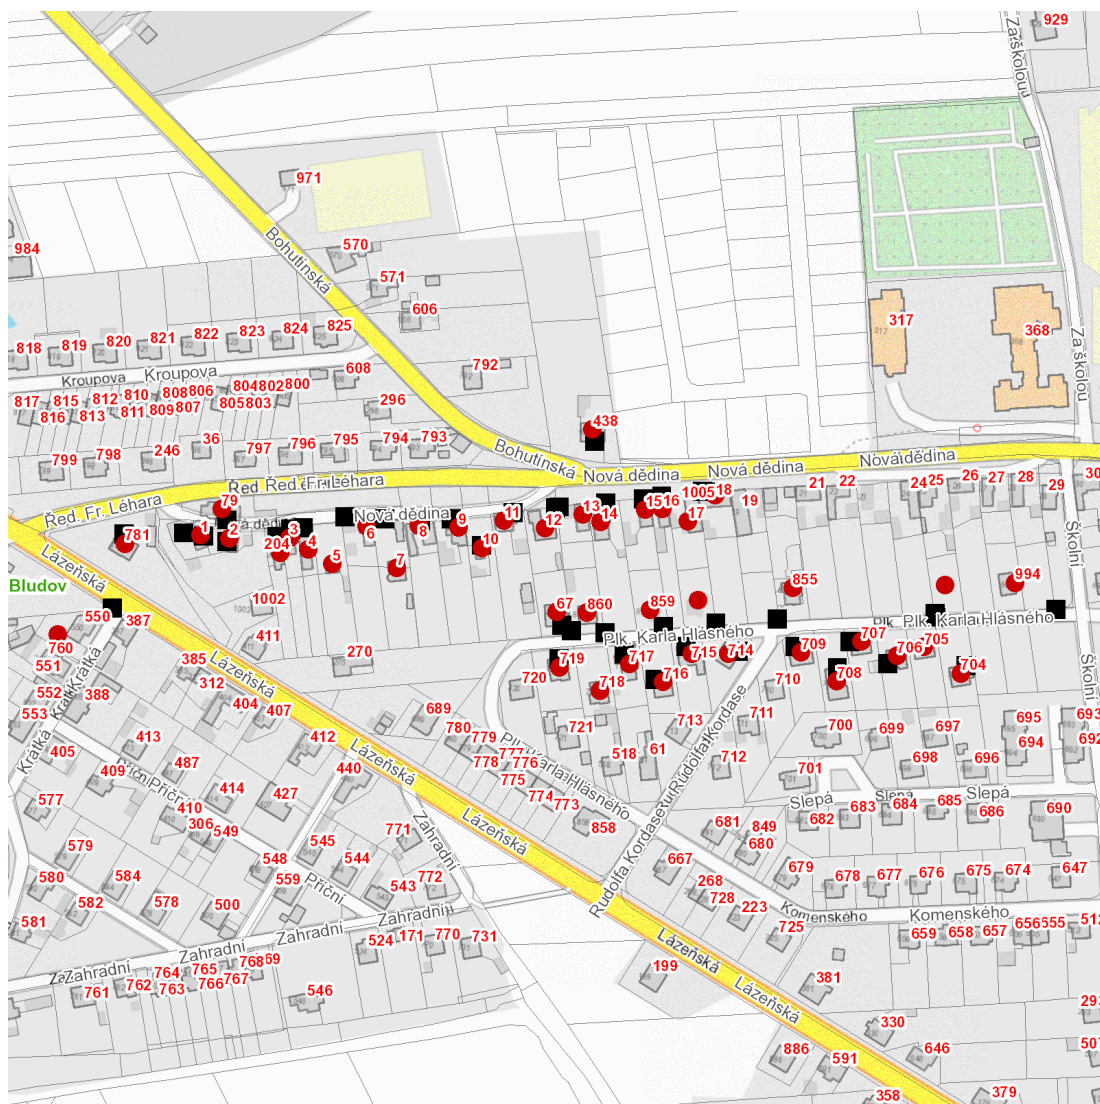 929
Za školou
971
984
570
Bohutínská
571
606
317
368
818 819 820 821 822 823 824 825
Za školou
Kroupova Kroupova
608
792
817 815 812 810 808 806 804 802 800
816 813 811 809 807 805 803
296
438
799 798 246 36 797 796 795 794 793
Bohutínská
Nová dědina
Nová dědina
Nová dědina
Řed. Fr. Léhara
Řed. Fr. Léhara
79
Nová dědina
781 1 2 3 204 4 5 6 7 8 9 10 11 12 13 14 15 16 1005 17 18 19
21 22 24 25 26 27 28 29 30
Školní
Lázeňská
Bludov
1002
550 387
760
411
67 860 859 855 994
Plk. Karla Hlásného
Plk. Karla Hlásného
551
385
270
719 717 715 714 709 707 706 705
552
312
388
Krátká
Krátká
720 718 716 710 708 704
Lázeňská
Školní
553
404 407
689
405
413
412
780 779
721
713
711
700 699 697 695 693
694 692
409
487
778 777 776
775 774 773
518 61 712
701 698 696
Příční
Příční
440
Lázeňská
Plk. Karla Hlásného
Rudolfa Kordase
Slepá
Slepá
Slepá
577
414
410
427
306 549
858
682 683 684 685 686 690
Lázeňská
Zahradní
771
681 849
680
579
548 545
544
667
580
584
559
543
772
268
679 678 677 676 675 674 647
582 578 500
Příční
728 223
Rudolfa Kordase
Komenského
Komenského
581
Zahradní
Zahradní
Zahradní
Zahradní
524 171 770 731
725
659 658 657 656 655 512
Lázeňská
764 765 768 69
761 762 763 766 767
546
199
Lázeňská
381
330
293
886
591
646
507
358
379